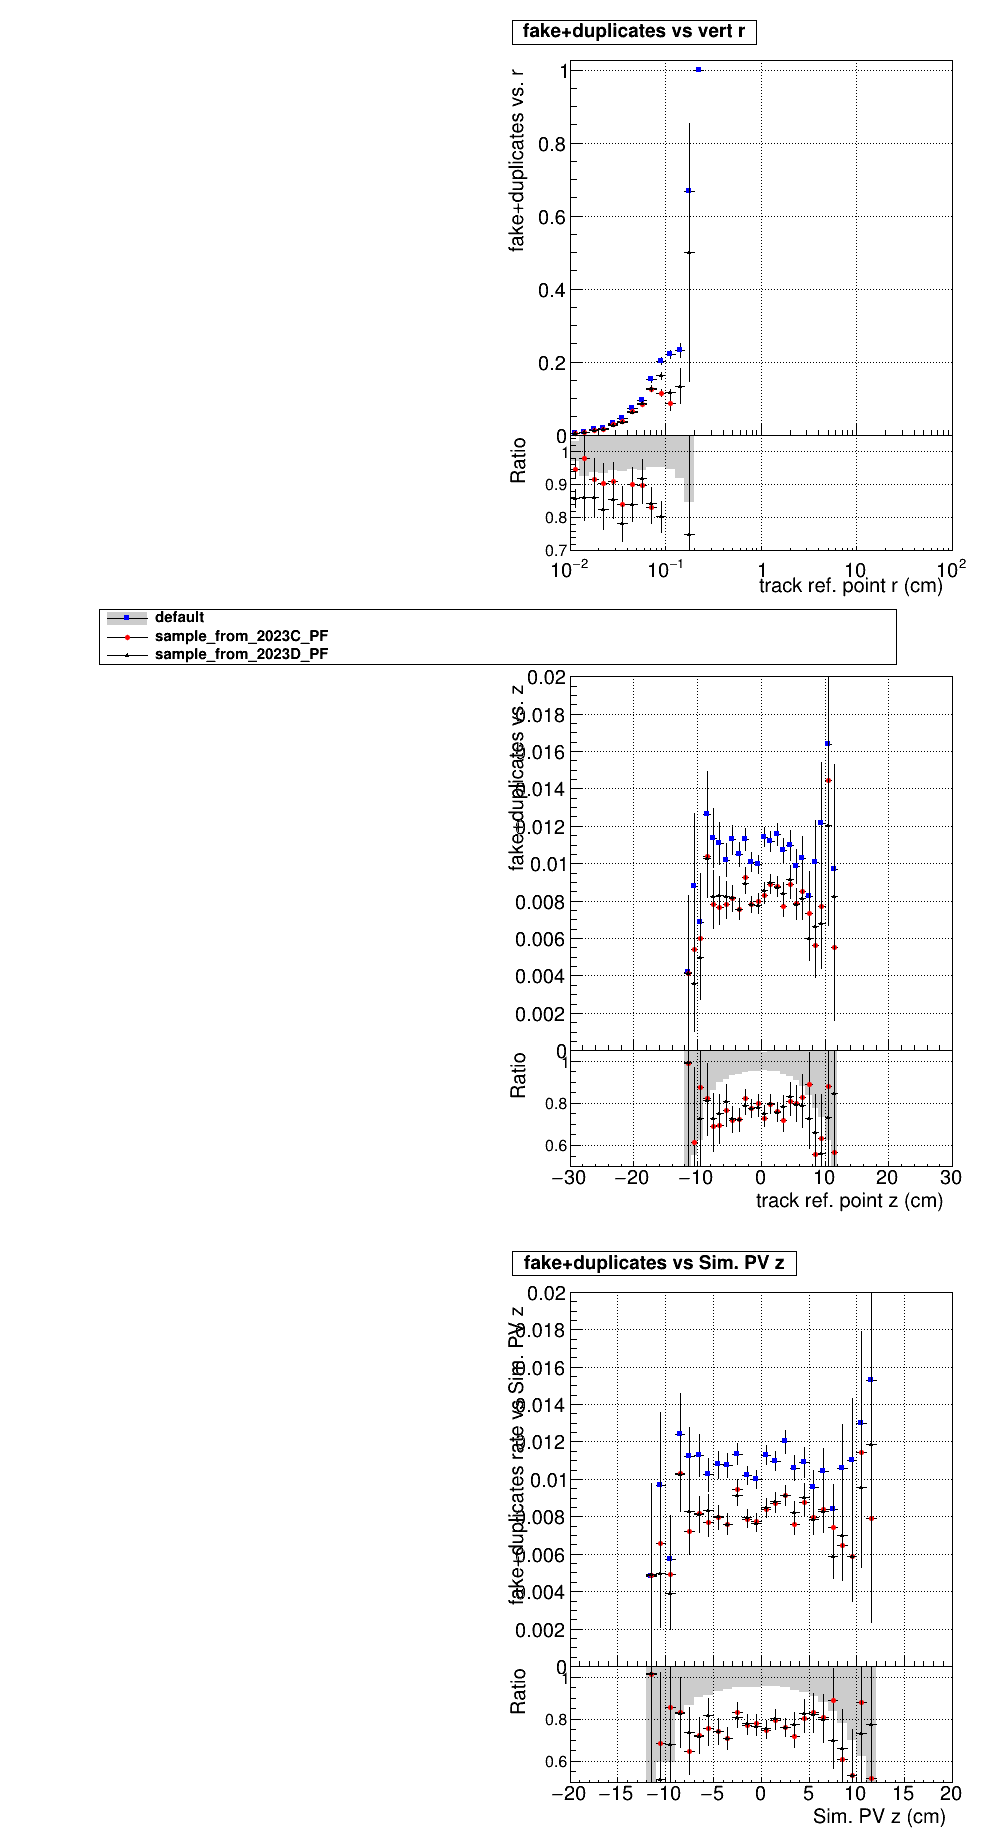 fake+duplicates vs vert r
fake+duplicates vs. r
1
0.8
0.6
0.4
0.2
0
Ratio
1
0.9
0.8
0.7
10−2
10−1
1
10
102
track ref. point r (cm)
default
sample_from_2023C_PF
sample_from_2023D_PF
fake+duplicates vs. z
0.02
0.018
0.016
0.014
0.012
0.01
0.008
0.006
0.004
0.002
0
Ratio
1
0.8
0.6
−30 −20 −10 0 10 20 30
track ref. point z (cm)
fake+duplicates vs Sim. PV z
fake+duplicates rate vs Sim. PV z
0.02
0.018
0.016
0.014
0.012
0.01
0.008
0.006
0.004
0.002
0
Ratio
1
0.8
0.6
−20 −15 −10 −5 0 5 10 15 20
Sim. PV z (cm)